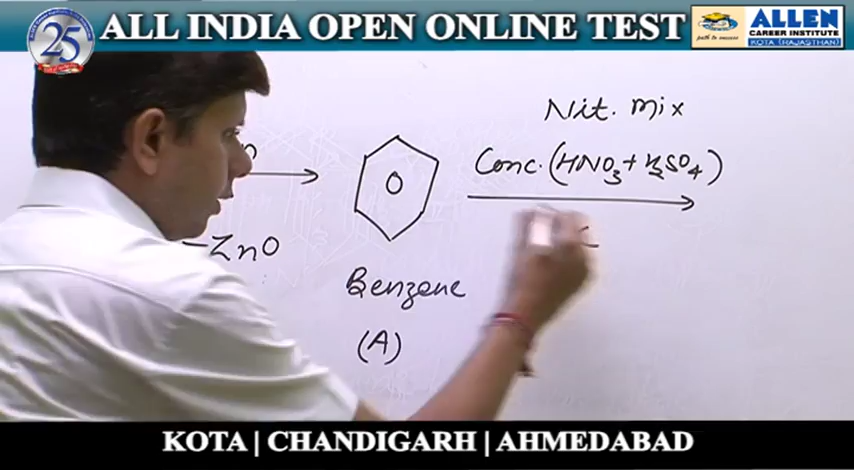 25
ALL INDIA OPEN ONLINE TEST
path to success
ALLEN
CAREER INSTITUTE
KOTA (RAJASTHAN)
Nit. Mix
Conc. (HNO3 + H2SO4)
-ZnO
Benzene
(A)
KOTA | CHANDIGARH | AHMEDABAD